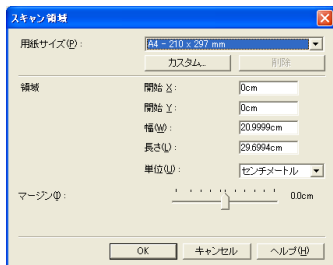 スキャン領域
用紙サイズ(P):
A4 - 210 x 297 mm
カスタム...
削除
領域
開始 X:
0cm
開始 Y:
0cm
幅(W):
20.9999cm
長さ(L):
29.6994cm
単位(U):
センチメートル
マージン(I):
0.0cm
OK
キャンセル
ヘルプ(H)